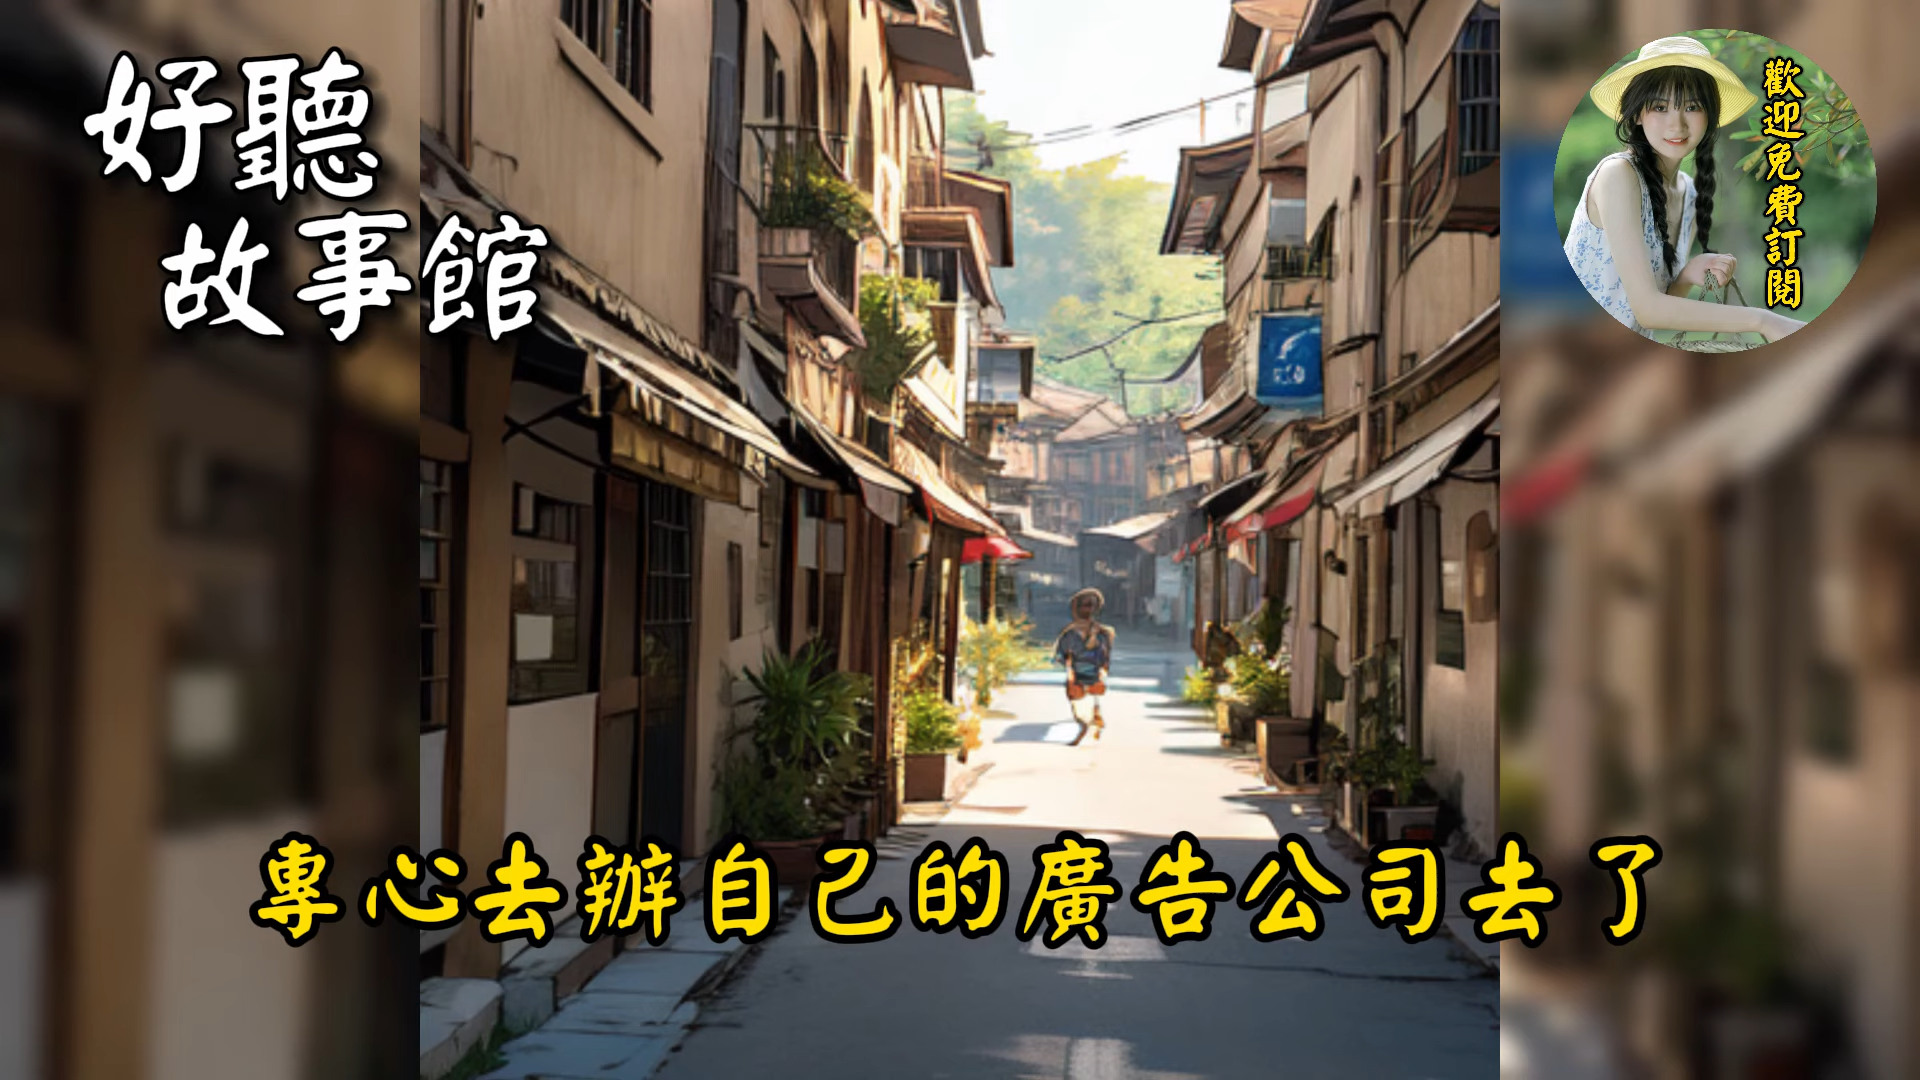 好聽
故事館
歡迎免費訂閱
專心去辦自己的廣告公司去了